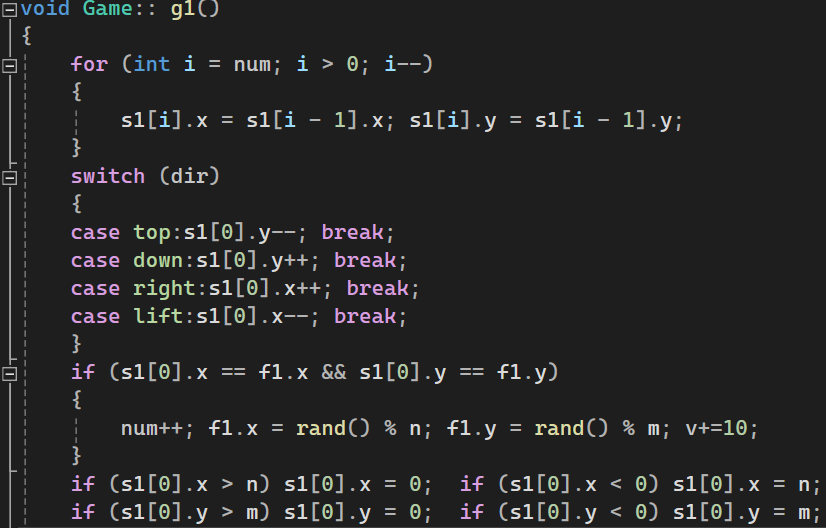 void Game:: g1()
{
for (int i = num; i > 0; i--)
{
s1[i].x = s1[i - 1].x; s1[i].y = s1[i - 1].y;
}
switch (dir)
{
case top:s1[0].y--; break;
case down:s1[0].y++; break;
case right:s1[0].x++; break;
case lift:s1[0].x--; break;
}
if (s1[0].x == f1.x && s1[0].y == f1.y)
{
num++; f1.x = rand() % n; f1.y = rand() % m; v+=10;
}
if (s1[0].x > n) s1[0].x = 0;  if (s1[0].x < 0) s1[0].x = n;
if (s1[0].y > m) s1[0].y = 0;  if (s1[0].y < 0) s1[0].y = m;